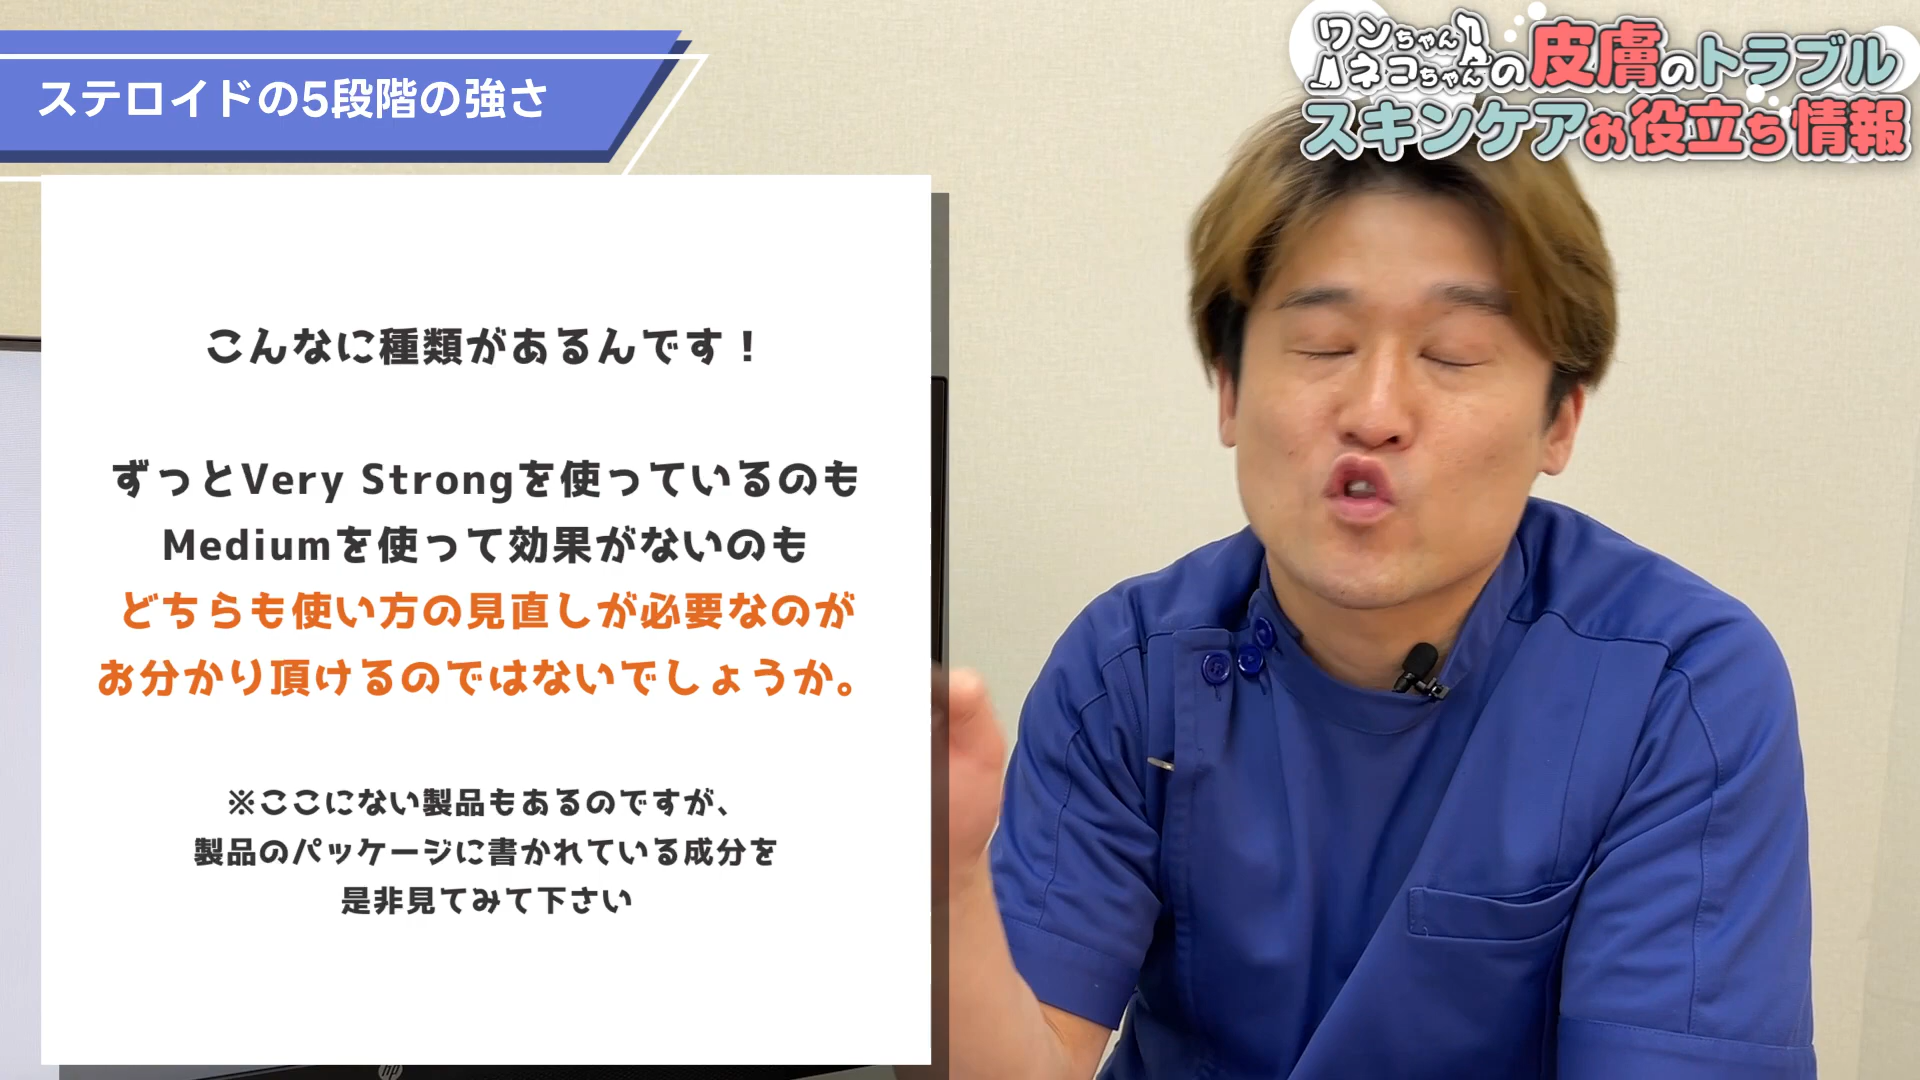 ステロイドの5段階の強さ
ワンちゃん
ネコちゃんの皮膚のトラブル
スキンケアお役立ち情報
こんなに種類があるんです！
ずっとVery Strongを使っているのも
Mediumを使って効果がないのも
どちらも使い方の見直しが必要なのが
お分かり頂けるのではないでしょうか。
※ここにない製品もあるのですが、
製品のパッケージに書かれている成分を
是非見てみて下さい
hp